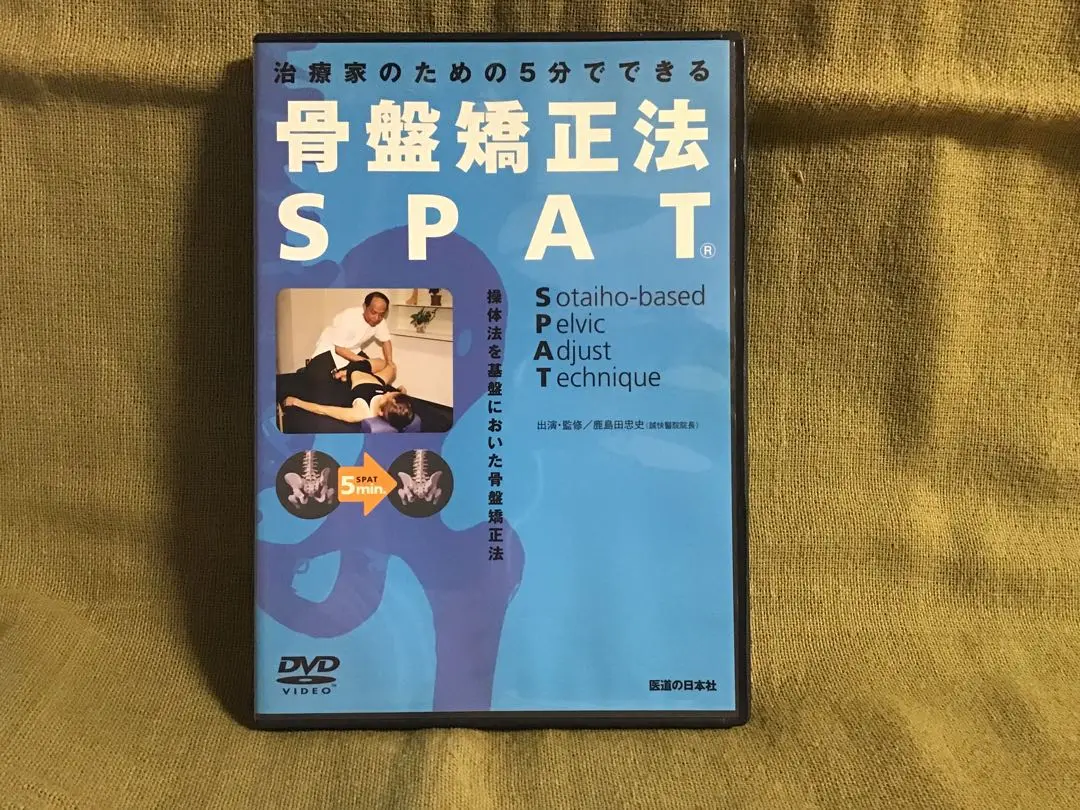 治療家のための5分でできる
骨盤矯正法
SPAT®
操体法を基盤においた骨盤矯正法
Sotaiho-based
Pelvic
Adjust
Technique
出演・監修／鹿島田忠史(誠快醫院院長)
SPAT
5min.
DVD
VIDEO™
医道の日本社